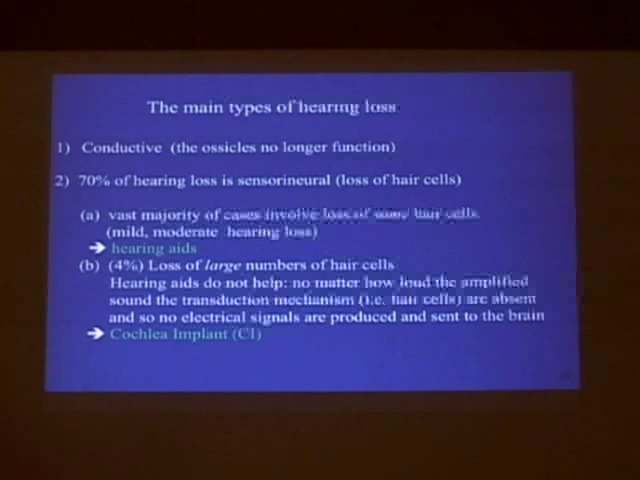 The main types of hearing loss
1) Conductive (the ossicles no longer function)
2) 70% of hearing loss is sensorineural (loss of hair cells)
(a) vast majority of cases involve loss of some hair cells
(mild, moderate hearing loss)
➔ hearing aids
(b) (4%) Loss of large numbers of hair cells
Hearing aids do not help: no matter how loud the amplified
sound the transduction mechanism (i.e. hair cells) are absent
and so no electrical signals are produced and sent to the brain
➔ Cochlea Implant (CI)